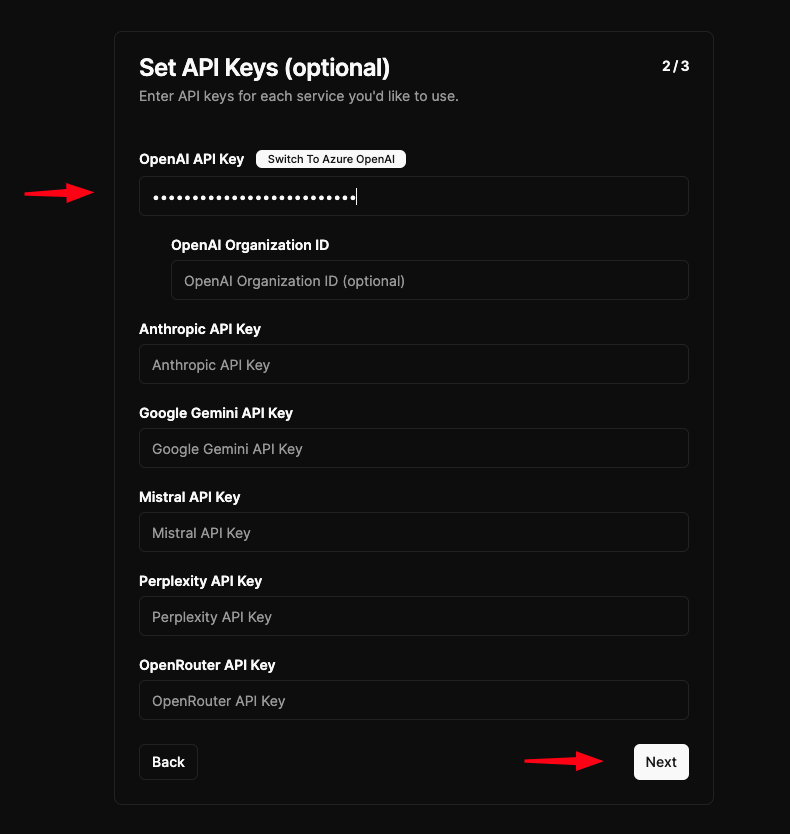 Set API Keys (optional)
2 / 3
Enter API keys for each service you'd like to use.
OpenAI API Key
Switch To Azure OpenAI
••••••••••••••••••••••••••
OpenAI Organization ID
OpenAI Organization ID (optional)
Anthropic API Key
Anthropic API Key
Google Gemini API Key
Google Gemini API Key
Mistral API Key
Mistral API Key
Perplexity API Key
Perplexity API Key
OpenRouter API Key
OpenRouter API Key
Back
Next